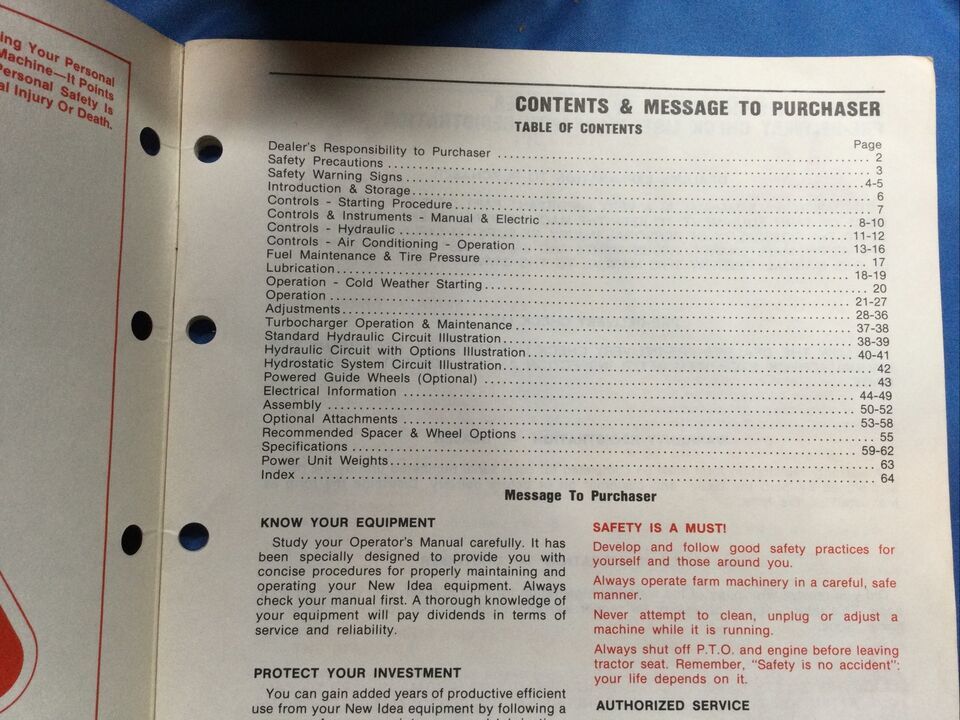 ing Your Personal
Machine—It Points
Personal Safety Is
al Injury Or Death.
CONTENTS & MESSAGE TO PURCHASER
TABLE OF CONTENTS
Page
Dealer's Responsibility to Purchaser 2
Safety Precautions 3
Safety Warning Signs 4-5
Introduction & Storage 6
Controls - Starting Procedure 7
Controls & Instruments - Manual & Electric 8-10
Controls - Hydraulic 11-12
Controls - Air Conditioning - Operation 13-16
Fuel Maintenance & Tire Pressure 17
Lubrication 18-19
Operation - Cold Weather Starting 20
Operation 21-27
Adjustments 28-36
Turbocharger Operation & Maintenance 37-38
Standard Hydraulic Circuit Illustration 38-39
Hydraulic Circuit with Options Illustration 40-41
Hydrostatic System Circuit Illustration 42
Powered Guide Wheels (Optional) 43
Electrical Information 44-49
Assembly 50-52
Optional Attachments 53-58
Recommended Spacer & Wheel Options 55
Specifications 59-62
Power Unit Weights 63
Index 64
Message To Purchaser
KNOW YOUR EQUIPMENT
Study your Operator's Manual carefully. It has
been specially designed to provide you with
concise procedures for properly maintaining and
operating your New Idea equipment. Always
check your manual first. A thorough knowledge of
your equipment will pay dividends in terms of
service and reliability.
PROTECT YOUR INVESTMENT
You can gain added years of productive efficient
use from your New Idea equipment by following a
SAFETY IS A MUST!
Develop and follow good safety practices for
yourself and those around you.
Always operate farm machinery in a careful, safe
manner.
Never attempt to clean, unplug or adjust a
machine while it is running.
Always shut off P.T.O. and engine before leaving
tractor seat. Remember, "Safety is no accident":
your life depends on it.
AUTHORIZED SERVICE